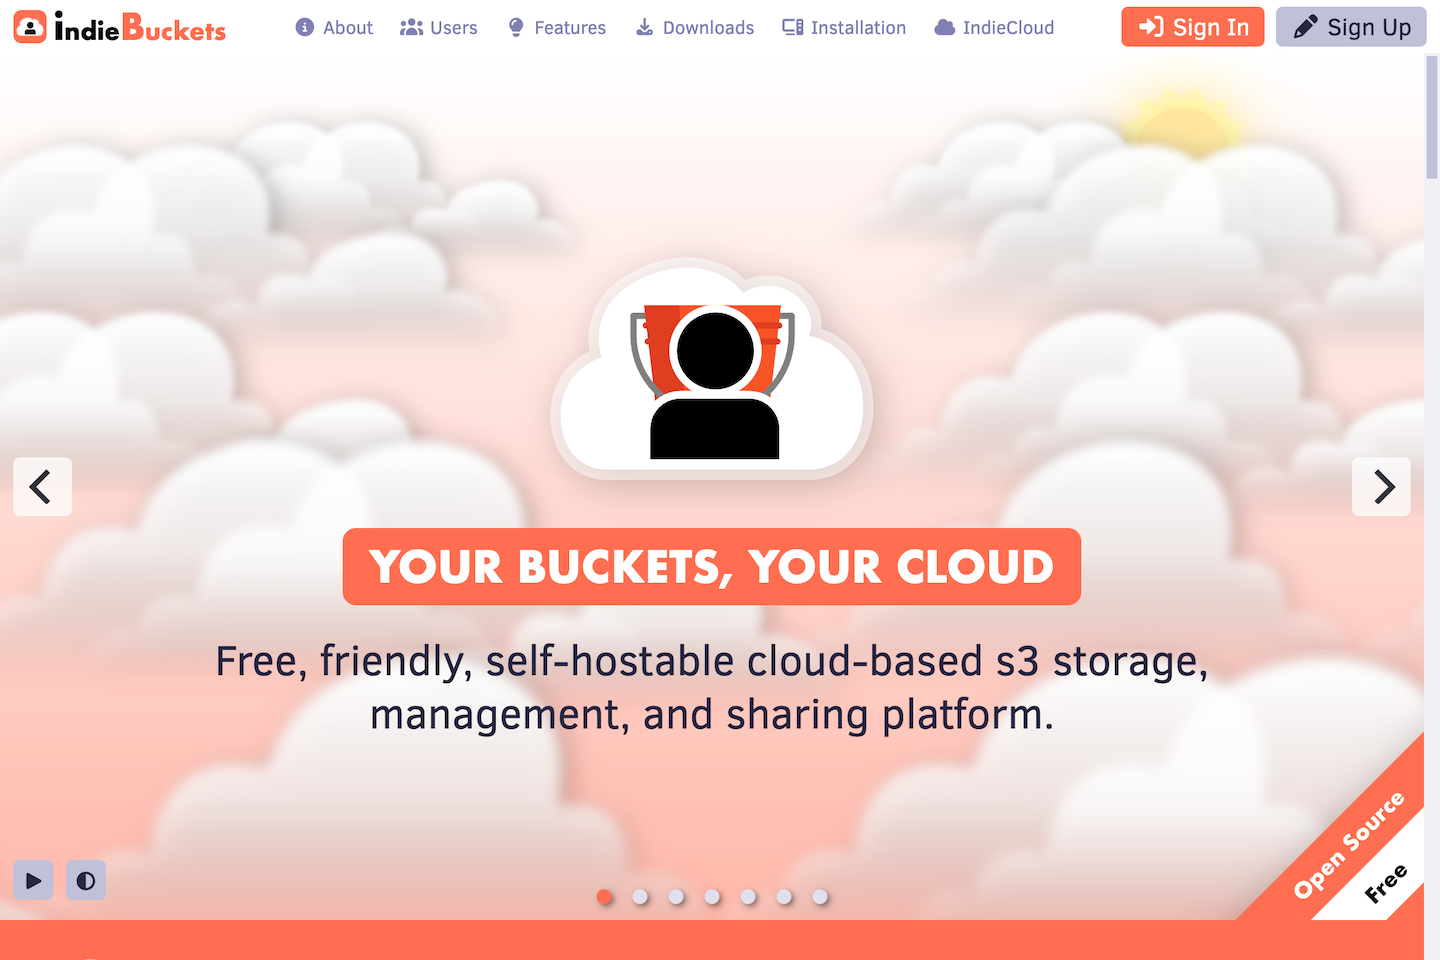 IndieBuckets
About
Users
Features
Downloads
Installation
IndieCloud
Sign In
Sign Up
YOUR BUCKETS, YOUR CLOUD
Free, friendly, self-hostable cloud-based s3 storage,
management, and sharing platform.
Open Source
Free